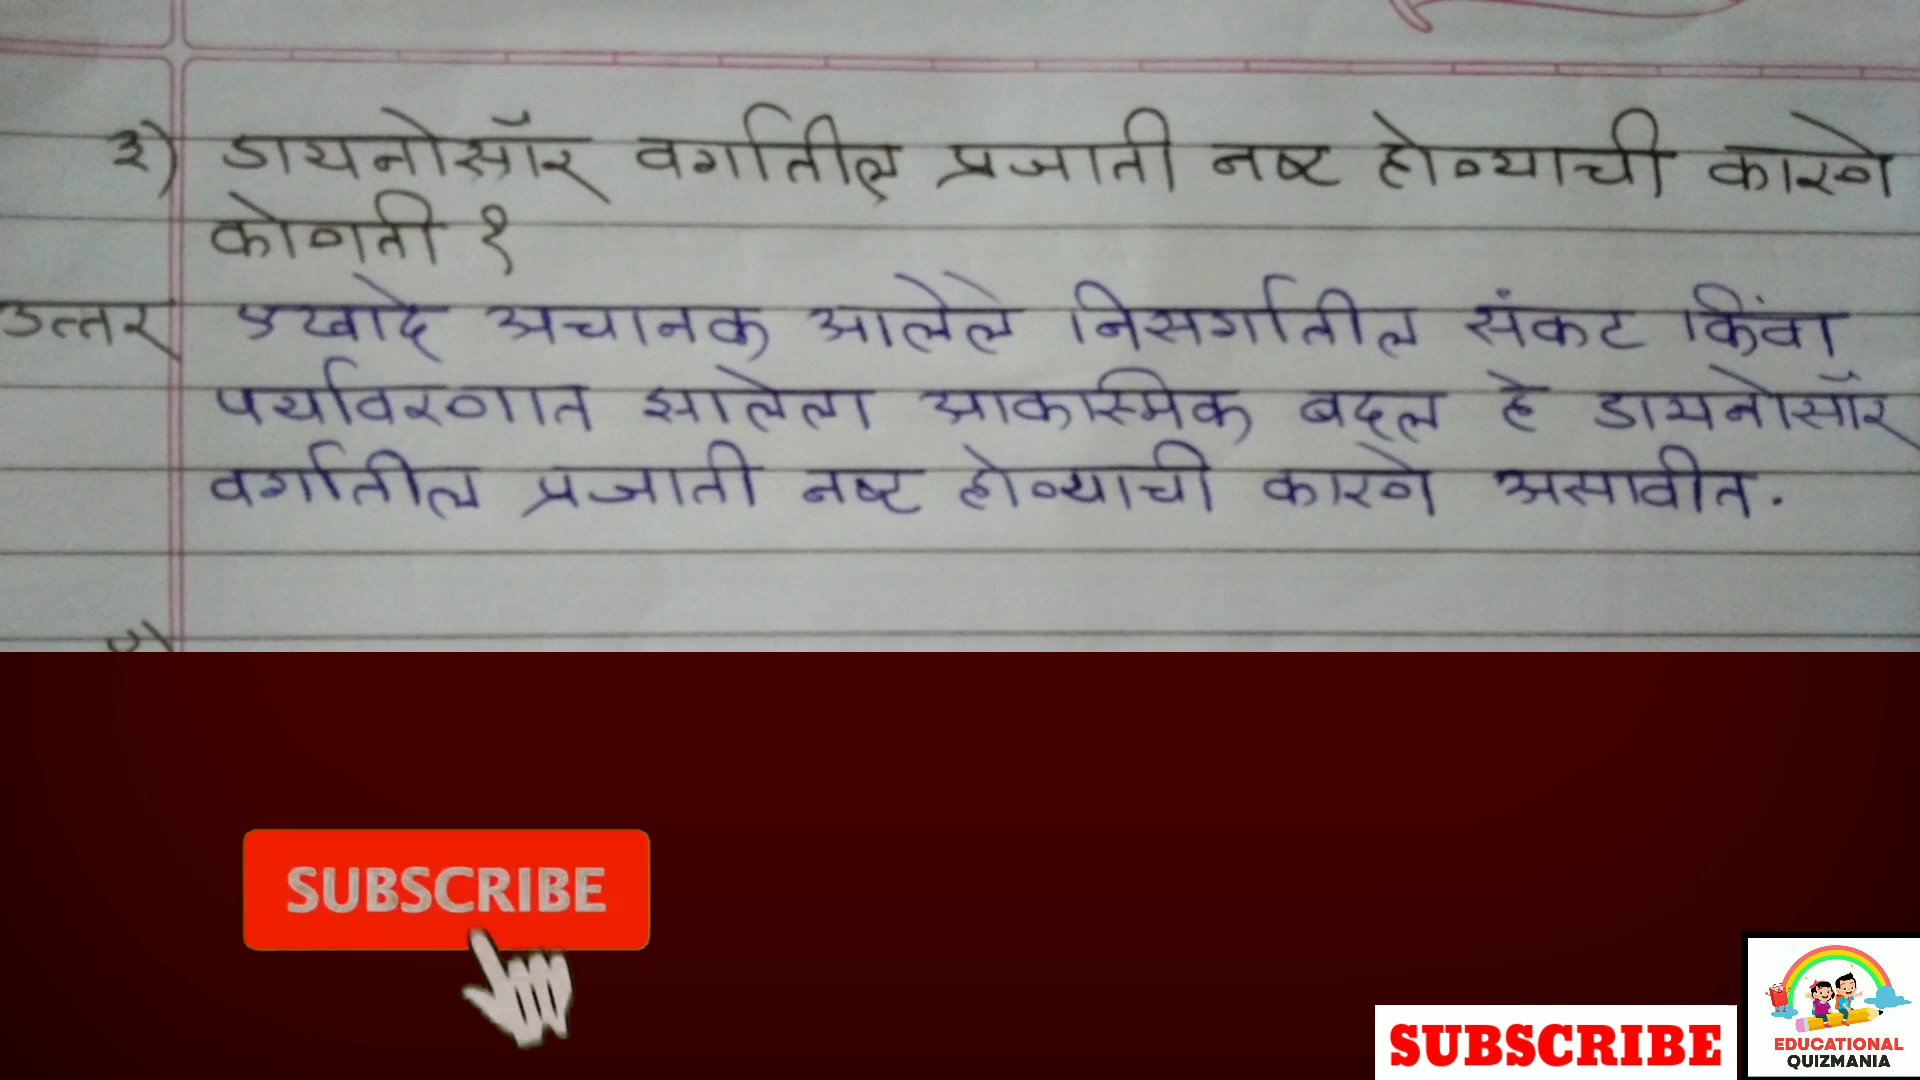 ३) डायनोसॉर वर्गातील प्रजाती नष्ट होण्याची कारणे
कोणती ?
उत्तर एखादे अचानक आलेले निसर्गातील संकट किंवा
पर्यावरणात झालेला आकस्मिक बदल हे डायनोसॉर
वर्गातील प्रजाती नष्ट होण्याची कारणे असावीत.
SUBSCRIBE
SUBSCRIBE
EDUCATIONAL
QUIZMANIA